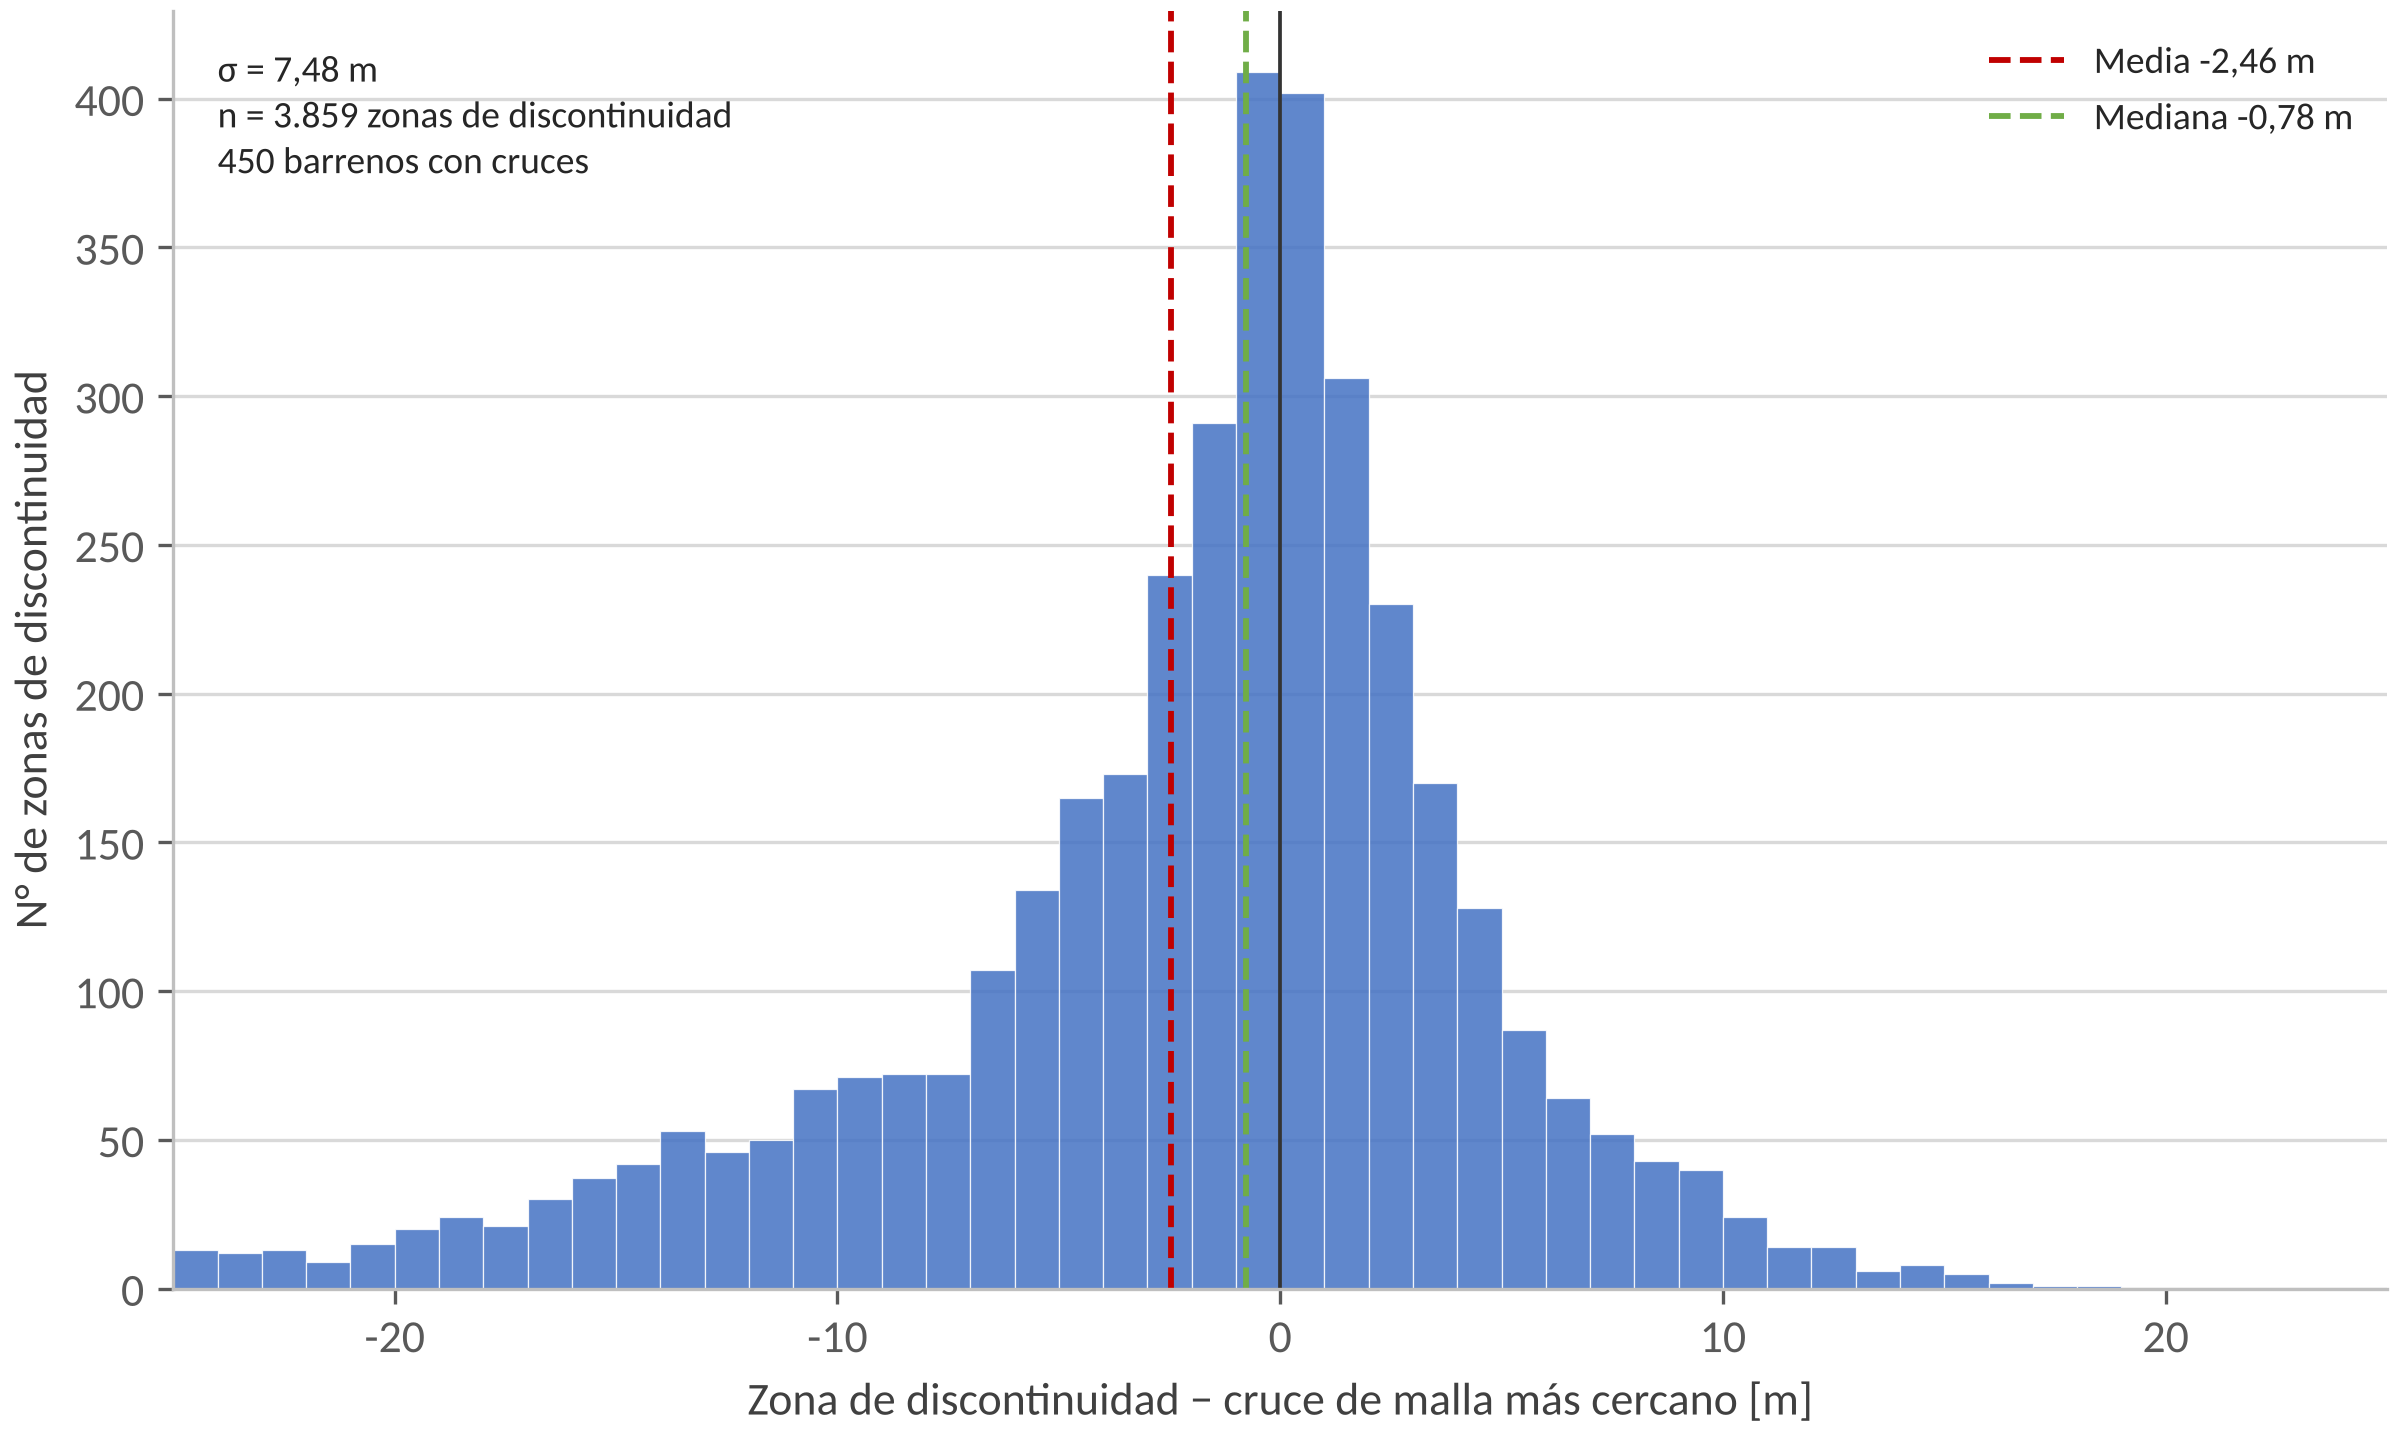 σ = 7,48 m
n = 3.859 zonas de discontinuidad
450 barrenos con cruces
Media -2,46 m
Mediana -0,78 m
N° de zonas de discontinuidad
400
350
300
250
200
150
100
50
0
-20 -10 0 10 20
Zona de discontinuidad – cruce de malla más cercano [m]